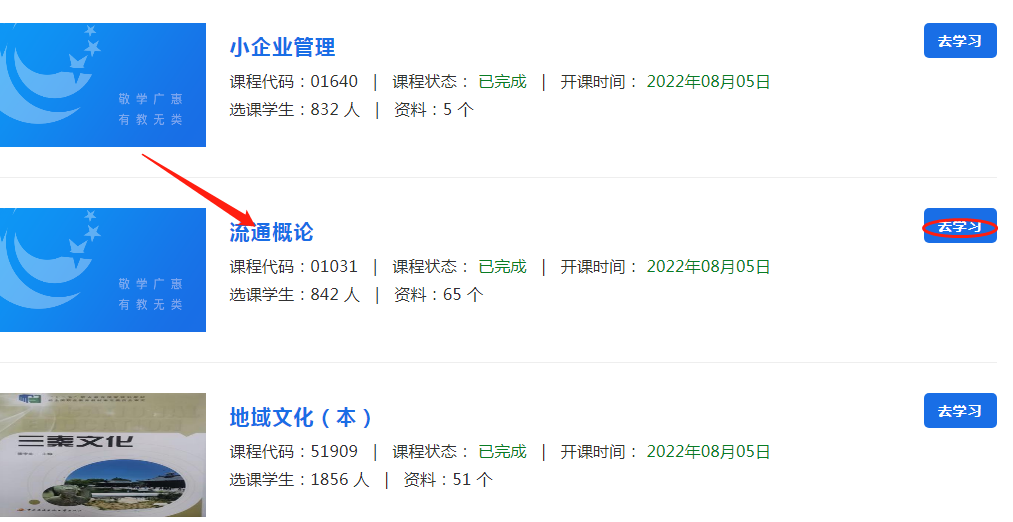 小企业管理
去学习
课程代码：01640 | 课程状态： 已完成 | 开课时间： 2022年08月05日
选课学生：832 人 | 资料：5 个
敬学广惠
有教无类
流通概论
去学习
课程代码：01031 | 课程状态： 已完成 | 开课时间： 2022年08月05日
选课学生：842 人 | 资料：65 个
敬学广惠
有教无类
地域文化（本）
去学习
课程代码：51909 | 课程状态： 已完成 | 开课时间： 2022年08月05日
选课学生：1856 人 | 资料：51 个
三秦文化